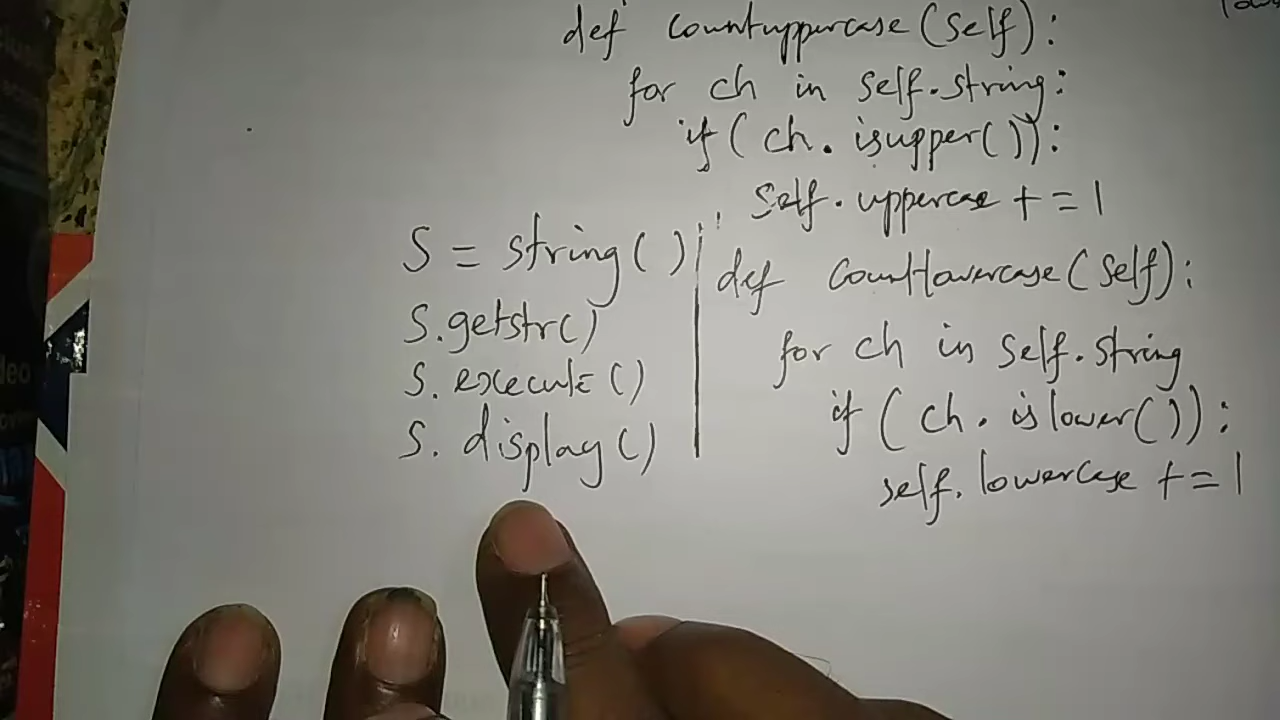 def countuppercase(self):
for ch in self.string:
if (ch.isupper()):
self.uppercase += 1
S = string()
S.getstr()
S.execute()
S.display()
def countlowercase(self):
for ch in self.string
if (ch.islower()):
self.lowercase += 1